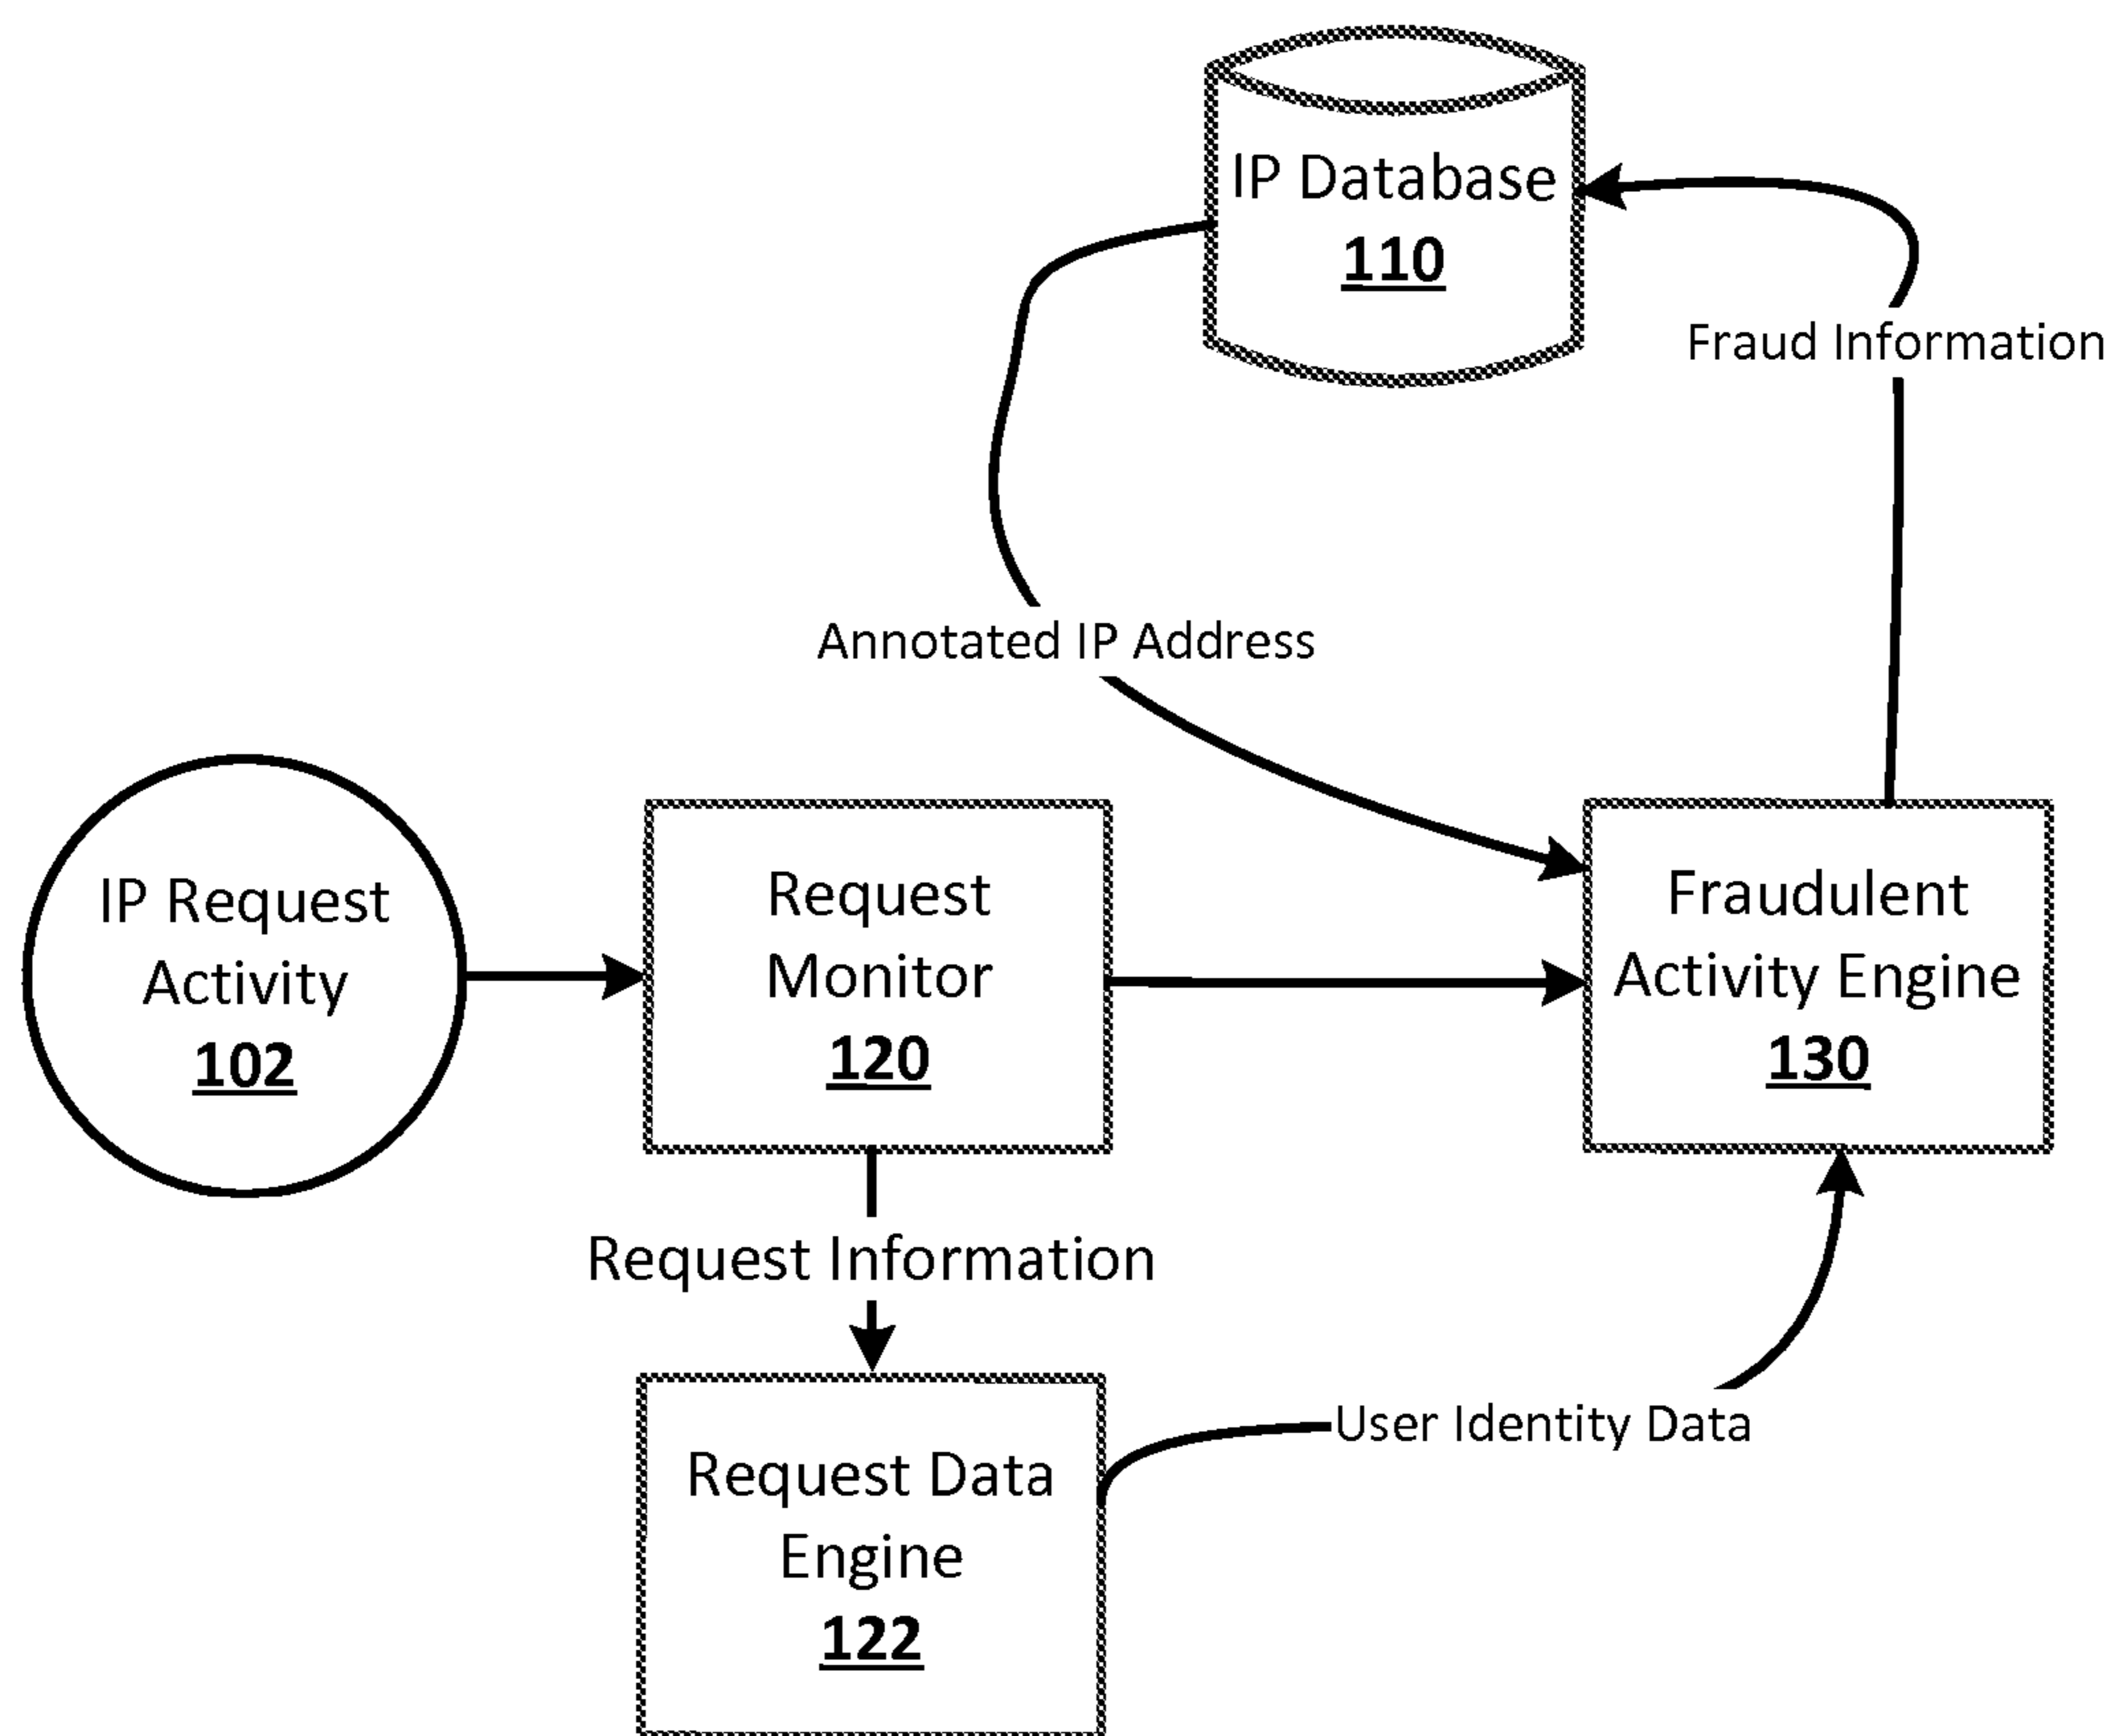 IP Database
110
Fraud Information
Annotated IP Address
IP Request
Activity
102
Request
Monitor
120
Fraudulent
Activity Engine
130
Request Information
User Identity Data
Request Data
Engine
122